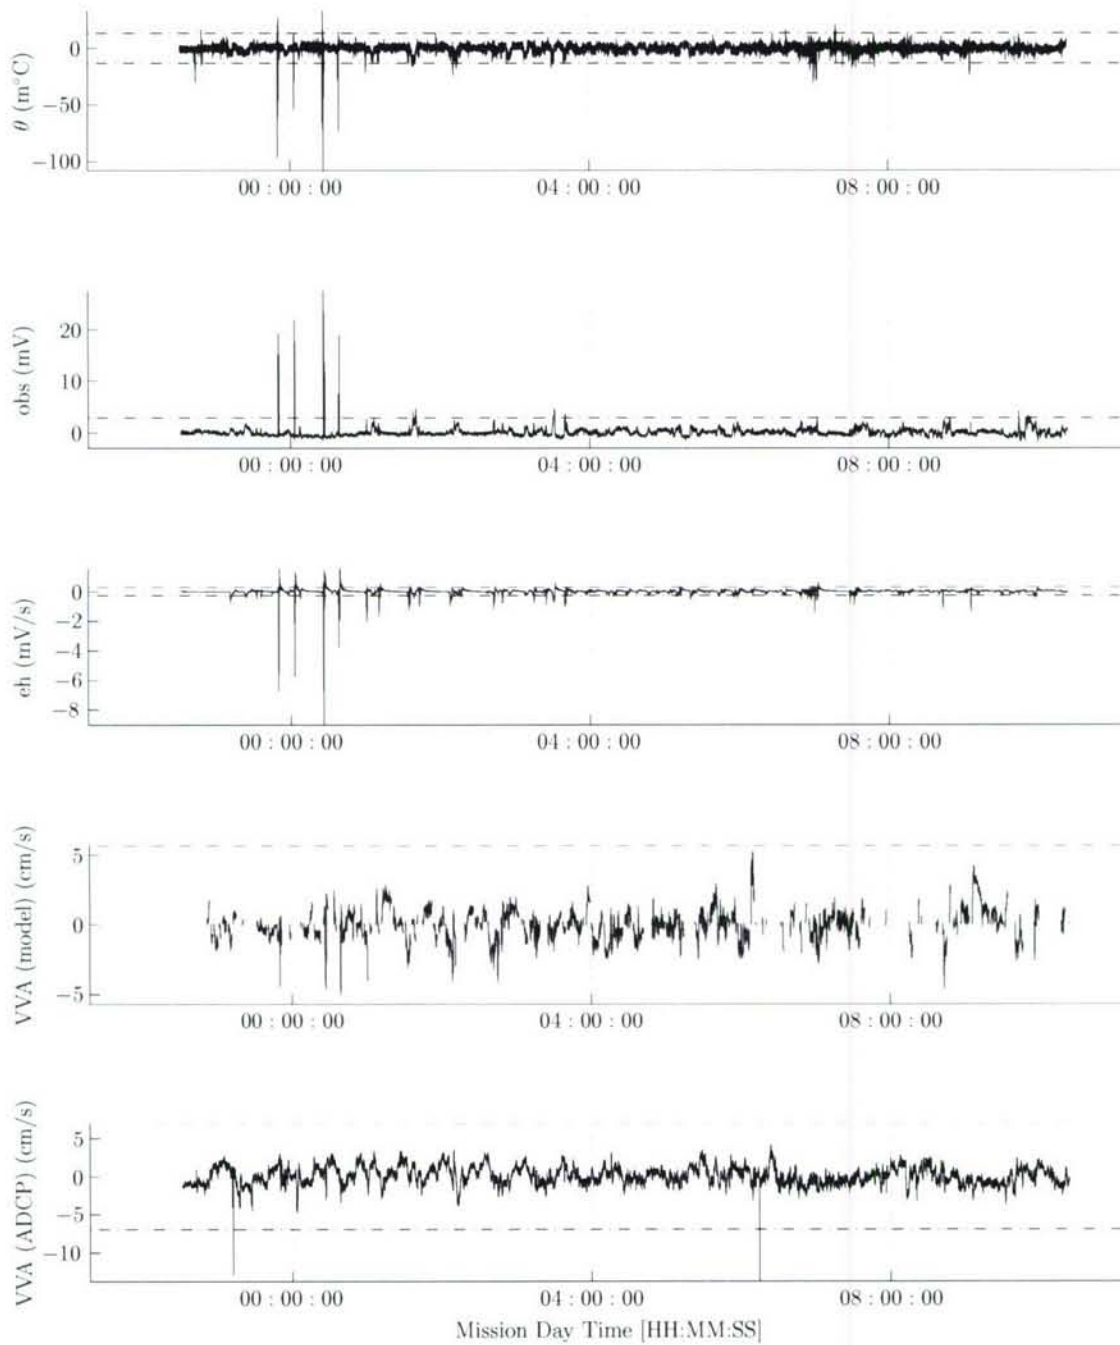 θ (m°C)
0
−50
−100
00 : 00 : 00 04 : 00 : 00 08 : 00 : 00
obs (mV)
20
10
0
00 : 00 : 00 04 : 00 : 00 08 : 00 : 00
eh (mV/s)
0
−2
−4
−6
−8
00 : 00 : 00 04 : 00 : 00 08 : 00 : 00
VVA (model) (cm/s)
5
0
−5
00 : 00 : 00 04 : 00 : 00 08 : 00 : 00
VVA (ADCP) (cm/s)
5
0
−5
−10
00 : 00 : 00 04 : 00 : 00 08 : 00 : 00
Mission Day Time [HH:MM:SS]